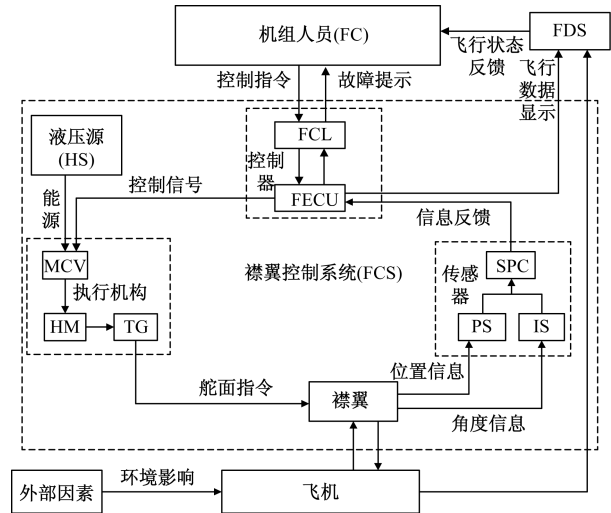 机组人员(FC)
FDS
飞行状态
反馈
飞行
数据
显示
控制指令
故障提示
液压源
(HS)
FCL
控制
器
FECU
能
源
控制信号
信息反馈
MCV
执行机构
HM
TG
襟翼控制系统(FCS)
传感
器
SPC
PS
IS
位置信息
舵面指令
襟翼
角度信息
外部因素
环境影响
飞机